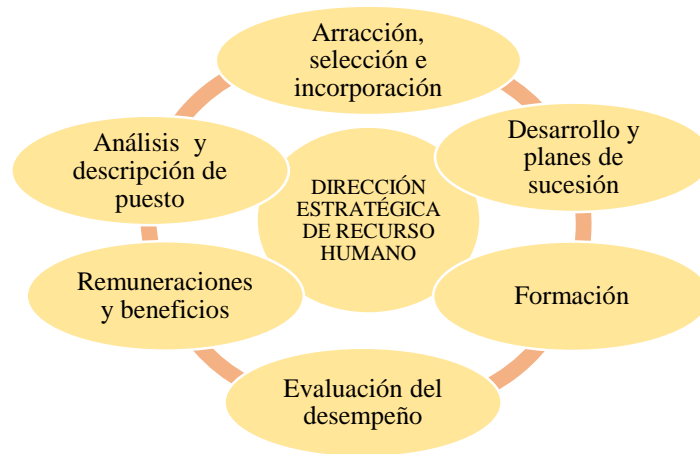 Arracción,
selección e
incorporación
Desarrollo y
planes de
sucesión
Formación
Evaluación del
desempeño
Remuneraciones
y beneficios
Análisis y
descripción de
puesto
DIRECCIÓN
ESTRATÉGICA
DE RECURSO
HUMANO